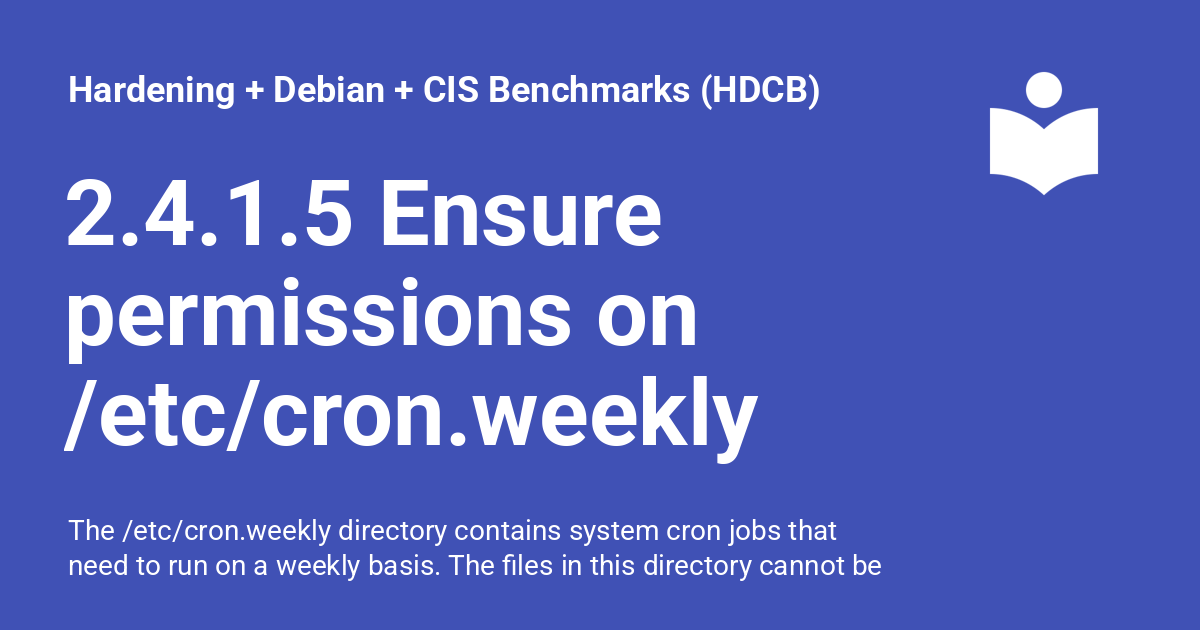 Hardening + Debian + CIS Benchmarks (HDCB)
2.4.1.5 Ensure
permissions on
/etc/cron.weekly
The /etc/cron.weekly directory contains system cron jobs that
need to run on a weekly basis. The files in this directory cannot be